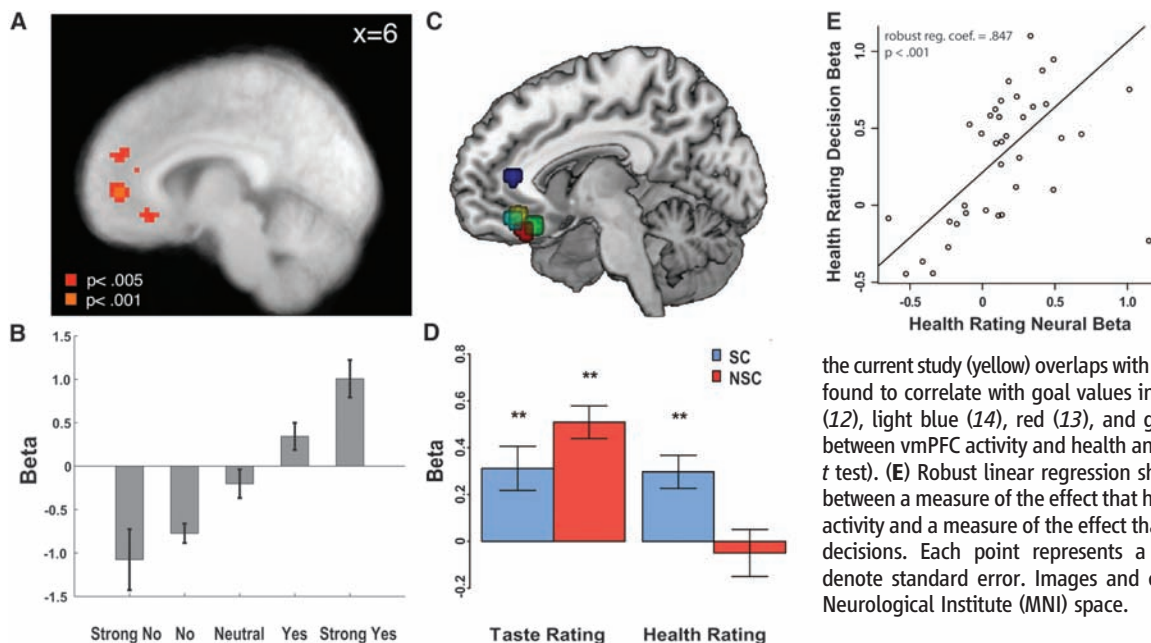 A
x=6
p< .005
p< .001
B
Beta
1.5
1.0
0.5
0
-0.5
-1.0
-1.5
Strong No No Neutral Yes Strong Yes
C
D
Beta
0.8
0.6
0.4
0.2
0
-0.2
SC
NSC
**
**
**
Taste Rating Health Rating
E
robust reg. coef. = .847
p < .001
Health Rating Decision Beta
1.0
0.5
0
-0.5
-0.5 0 0.5 1.0
Health Rating Neural Beta
the current study (yellow) overlaps with
found to correlate with goal values in
(12), light blue (14), red (13), and
between vmPFC activity and health
t test). (E) Robust linear regression
between a measure of the effect that
activity and a measure of the effect
decisions. Each point represents a
denote standard error. Images and
Neurological Institute (MNI) space.